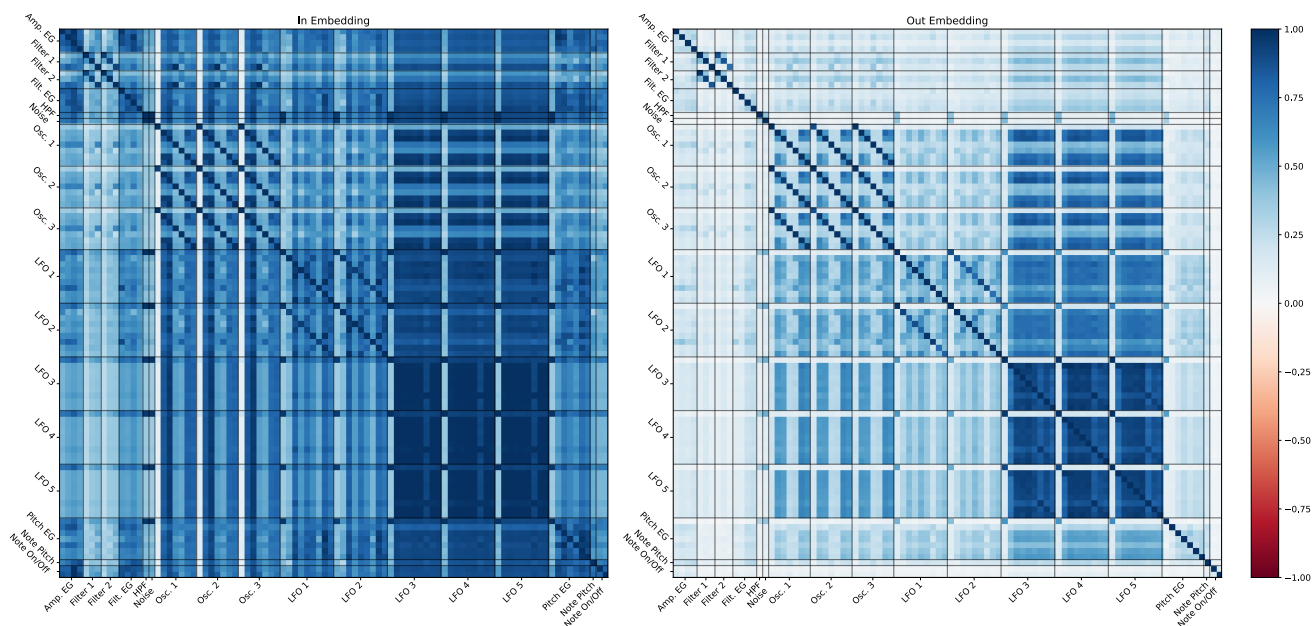 In Embedding
Amp. EG
Filter 1
Filter 2
Filt. EG
HPF
Noise
Osc. 1
Osc. 2
Osc. 3
LFO 1
LFO 2
LFO 3
LFO 4
LFO 5
Pitch EG
Note Pitch
Note On/Off
Amp. EG
Filter 1
Filter 2
Filt. EG
HPF
Noise
Osc. 1
Osc. 2
Osc. 3
LFO 1
LFO 2
LFO 3
LFO 4
LFO 5
Pitch EG
Note Pitch
Note On/Off
Out Embedding
Amp. EG
Filter 1
Filter 2
Filt. EG
HPF
Noise
Osc. 1
Osc. 2
Osc. 3
LFO 1
LFO 2
LFO 3
LFO 4
LFO 5
Pitch EG
Note Pitch
Note On/Off
Amp. EG
Filter 1
Filter 2
Filt. EG
HPF
Noise
Osc. 1
Osc. 2
Osc. 3
LFO 1
LFO 2
LFO 3
LFO 4
LFO 5
Pitch EG
Note Pitch
Note On/Off
1.00
0.75
0.50
0.25
0.00
−0.25
−0.50
−0.75
−1.00